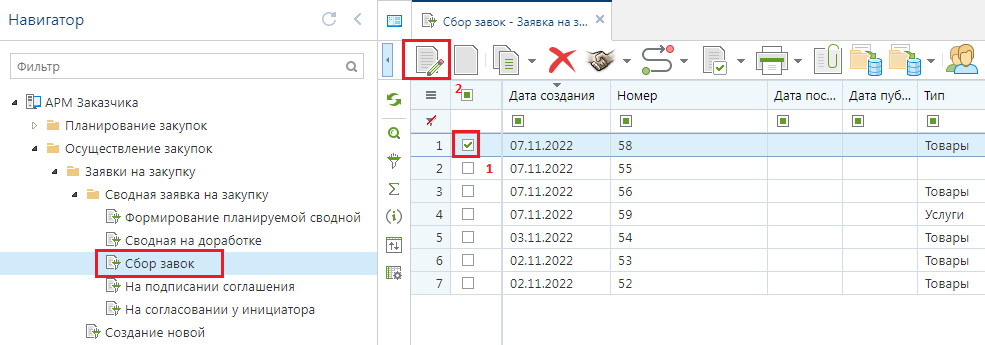 Навигатор
Фильтр
АРМ Заказчика
Планирование закупок
Осуществление закупок
Заявки на закупку
Сводная заявка на закупку
Формирование планируемой сводной
Сводная на доработке
Сбор завок
На подписании соглашения
На согласовании у инициатора
Создание новой
Сбор завок - Заявка на з...
2
Дата создания Номер Дата пос... Дата пуб... Тип
1 07.11.2022 58 Товары
2 1 07.11.2022 55
3 07.11.2022 56 Товары
4 07.11.2022 59 Услуги
5 03.11.2022 54 Товары
6 02.11.2022 53 Товары
7 02.11.2022 52 Товары